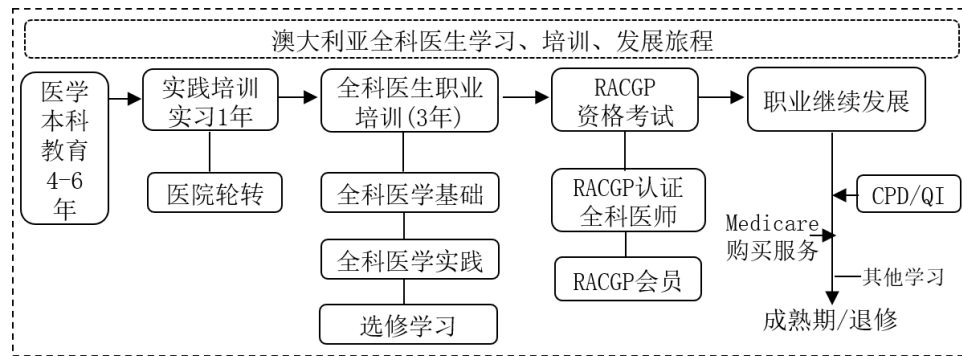 澳大利亚全科医生学习、培训、发展旅程
医学
本科
教育
4-6
年
实践培训
实习1年
医院轮转
全科医生职业
培训(3年)
全科医学基础
全科医学实践
选修学习
RACGP
资格考试
RACGP认证
全科医师
RACGP会员
职业继续发展
CPD/QI
Medicare
购买服务
其他学习
成熟期/退修